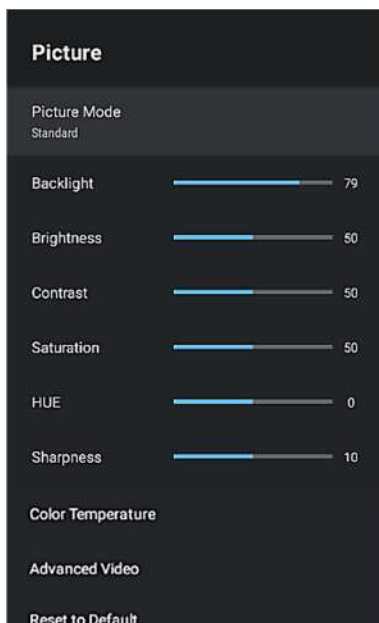 Picture
Picture Mode
Standard
Backlight 79
Brightness 50
Contrast 50
Saturation 50
HUE 0
Sharpness 10
Color Temperature
Advanced Video
Reset to Default